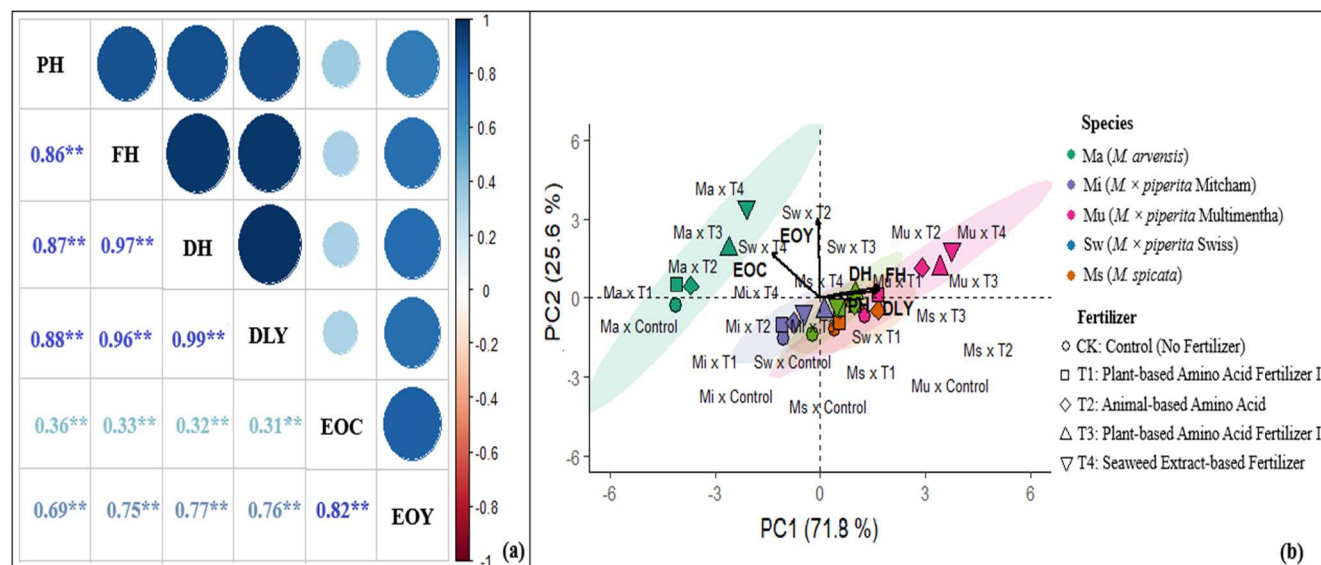 PH
0.86** FH
0.87** 0.97** DH
0.88** 0.96** 0.99** DLY
0.36** 0.33** 0.32** 0.31** EOC
0.69** 0.75** 0.77** 0.76** 0.82** EOY
1
0.8
0.6
0.4
0.2
0
-0.2
-0.4
-0.6
-0.8
-1
(a)
PC2 (25.6 %)
6
3
0
-3
-6
-6 -3 0 3 6
PC1 (71.8 %)
Ma x T4
Sw x T2
Ma x T3
EOY
Mu x T2 Mu x T4
Sw x T4
Sw x T3
EOC
Ma x T2
DH FH
Ms x T4
Mu x T1 Mu x T3
Ma x T1
Mi x T4
PH DLY
Ma x Control
Ms x T3
Mi x T2
Sw x T1
Ms x T2
Mi x T1
Sw x Control
Ms x T1
Mu x Control
Mi x Control
Ms x Control
Species
Ma (M. arvensis)
Mi (M. × piperita Mitcham)
Mu (M. × piperita Multimentha)
Sw (M. × piperita Swiss)
Ms (M. spicata)
Fertilizer
CK: Control (No Fertilizer)
T1: Plant-based Amino Acid Fertilizer I
T2: Animal-based Amino Acid
T3: Plant-based Amino Acid Fertilizer I
T4: Seaweed Extract-based Fertilizer
(b)